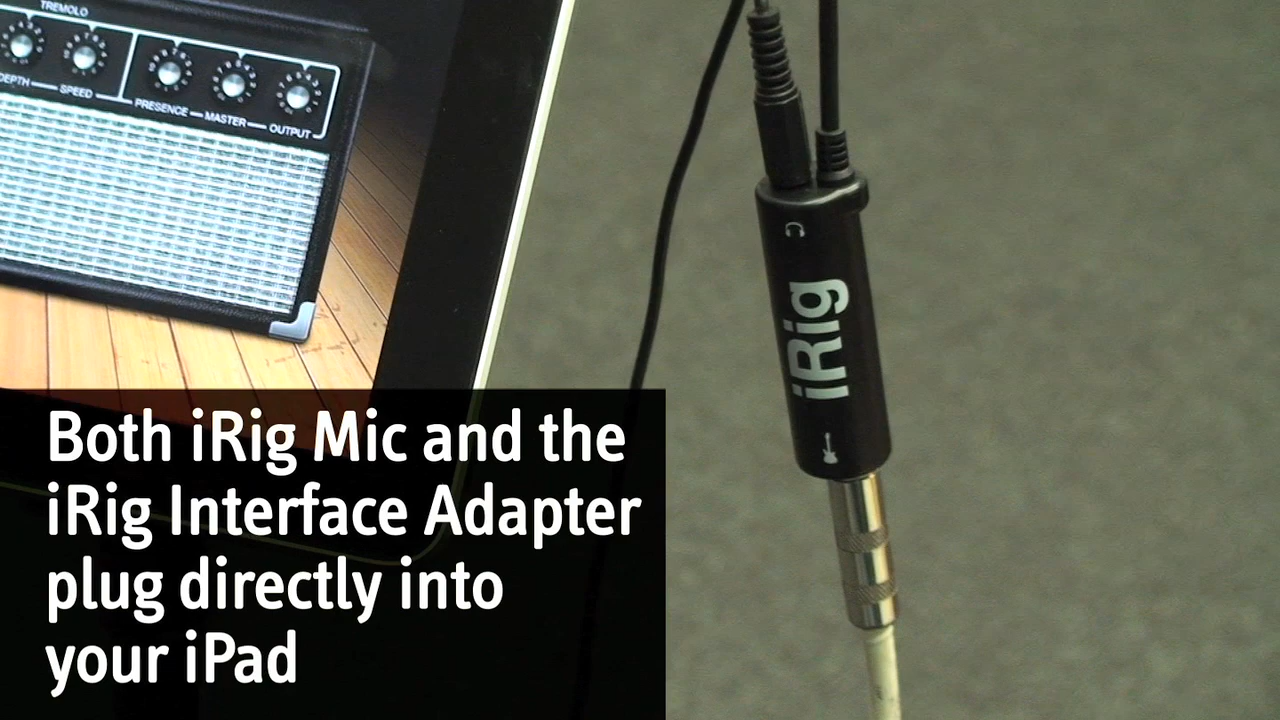 TREMOLO
DEPTH SPEED PRESENCE MASTER OUTPUT
iRig
Both iRig Mic and the
iRig Interface Adapter
plug directly into
your iPad